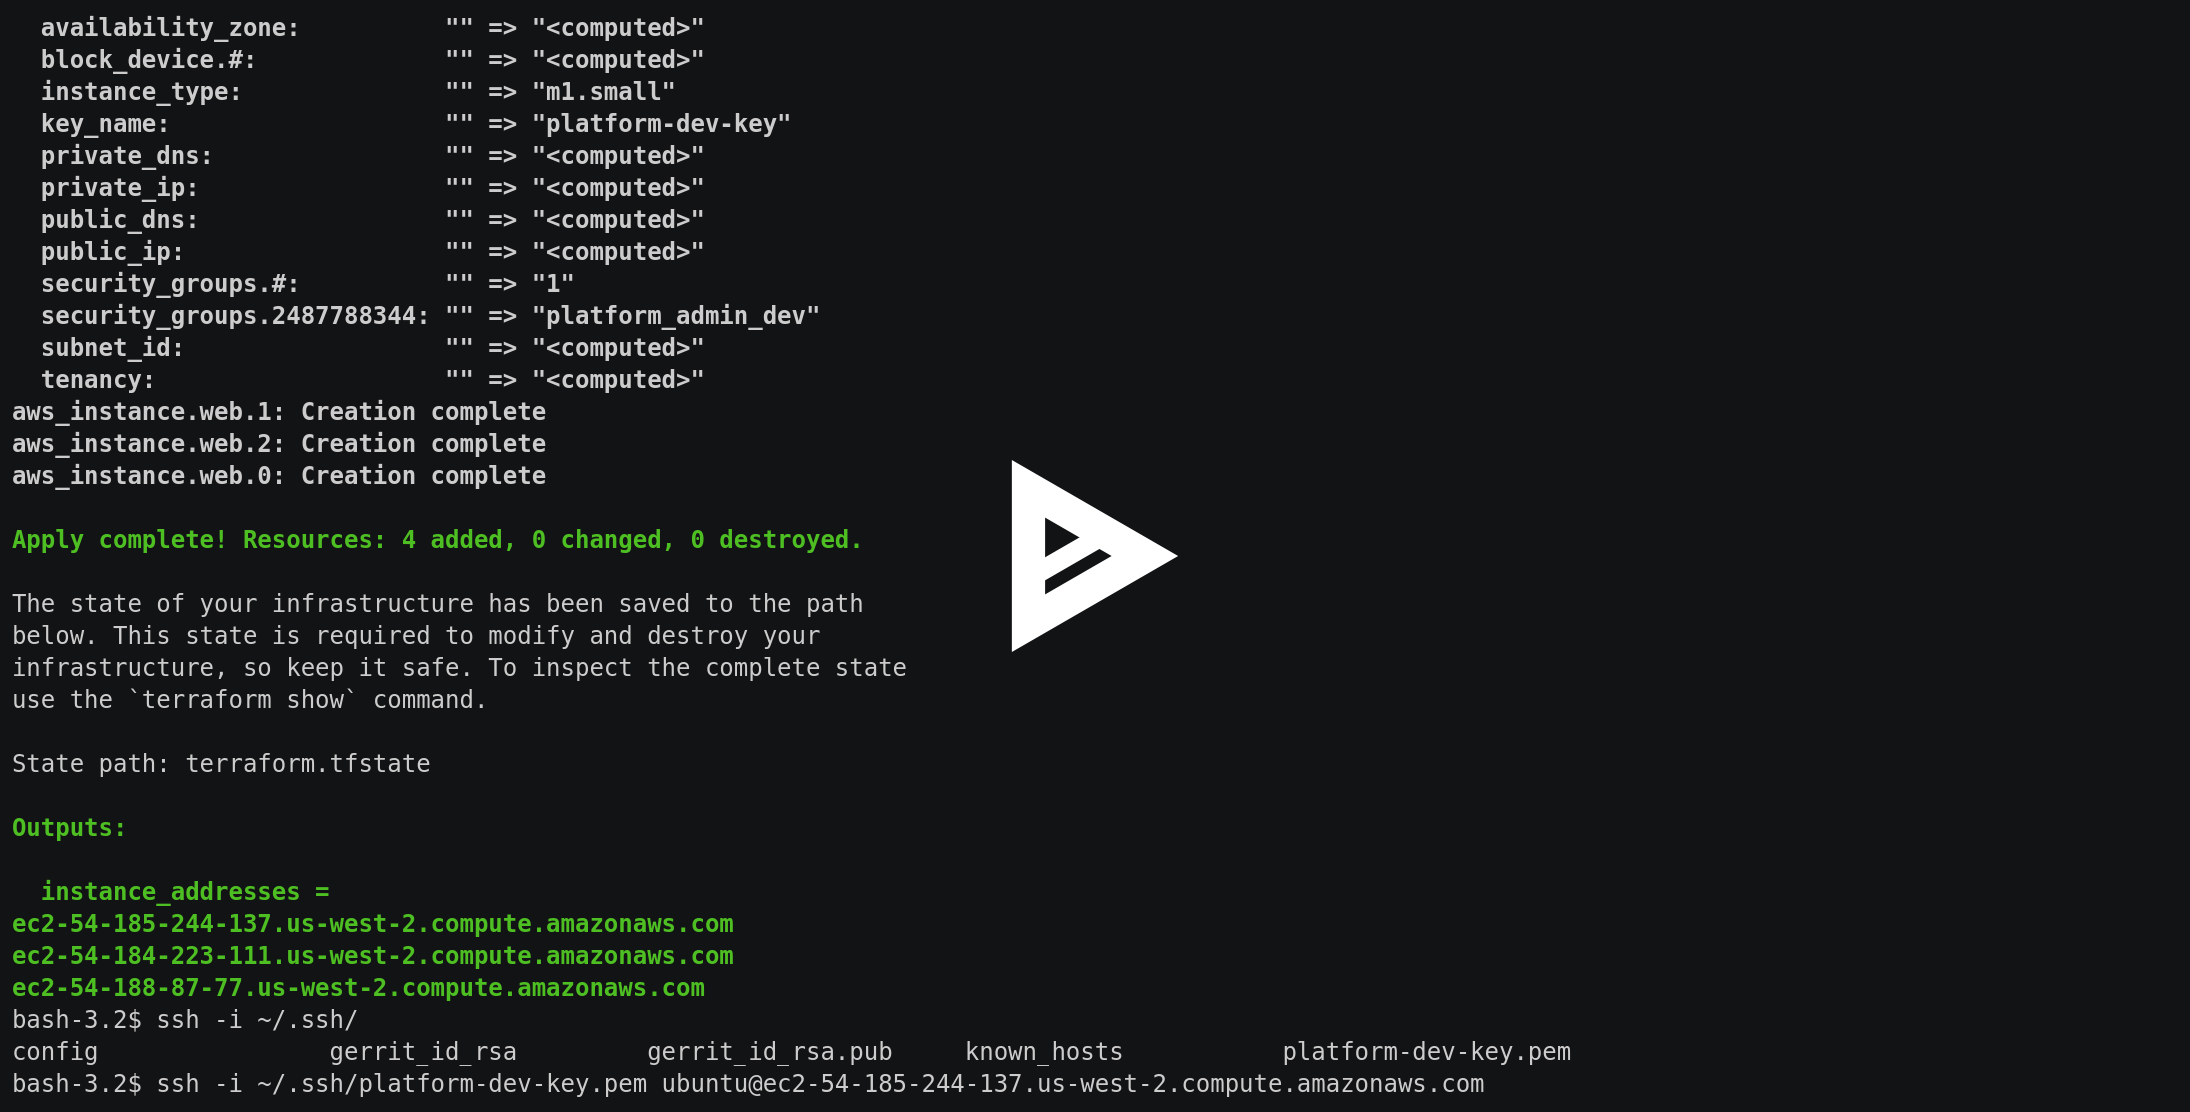 availability_zone: "" => "<computed>"
block_device.#: "" => "<computed>"
instance_type: "" => "m1.small"
key_name: "" => "platform-dev-key"
private_dns: "" => "<computed>"
private_ip: "" => "<computed>"
public_dns: "" => "<computed>"
public_ip: "" => "<computed>"
security_groups.#: "" => "1"
security_groups.2487788344: "" => "platform_admin_dev"
subnet_id: "" => "<computed>"
tenancy: "" => "<computed>"
aws_instance.web.1: Creation complete
aws_instance.web.2: Creation complete
aws_instance.web.0: Creation complete
Apply complete! Resources: 4 added, 0 changed, 0 destroyed.
The state of your infrastructure has been saved to the path
below. This state is required to modify and destroy your
infrastructure, so keep it safe. To inspect the complete state
use the `terraform show` command.
State path: terraform.tfstate
Outputs:
instance_addresses =
ec2-54-185-244-137.us-west-2.compute.amazonaws.com
ec2-54-184-223-111.us-west-2.compute.amazonaws.com
ec2-54-188-87-77.us-west-2.compute.amazonaws.com
bash-3.2$ ssh -i ~/.ssh/
config gerrit_id_rsa gerrit_id_rsa.pub known_hosts platform-dev-key.pem
bash-3.2$ ssh -i ~/.ssh/platform-dev-key.pem ubuntu@ec2-54-185-244-137.us-west-2.compute.amazonaws.com